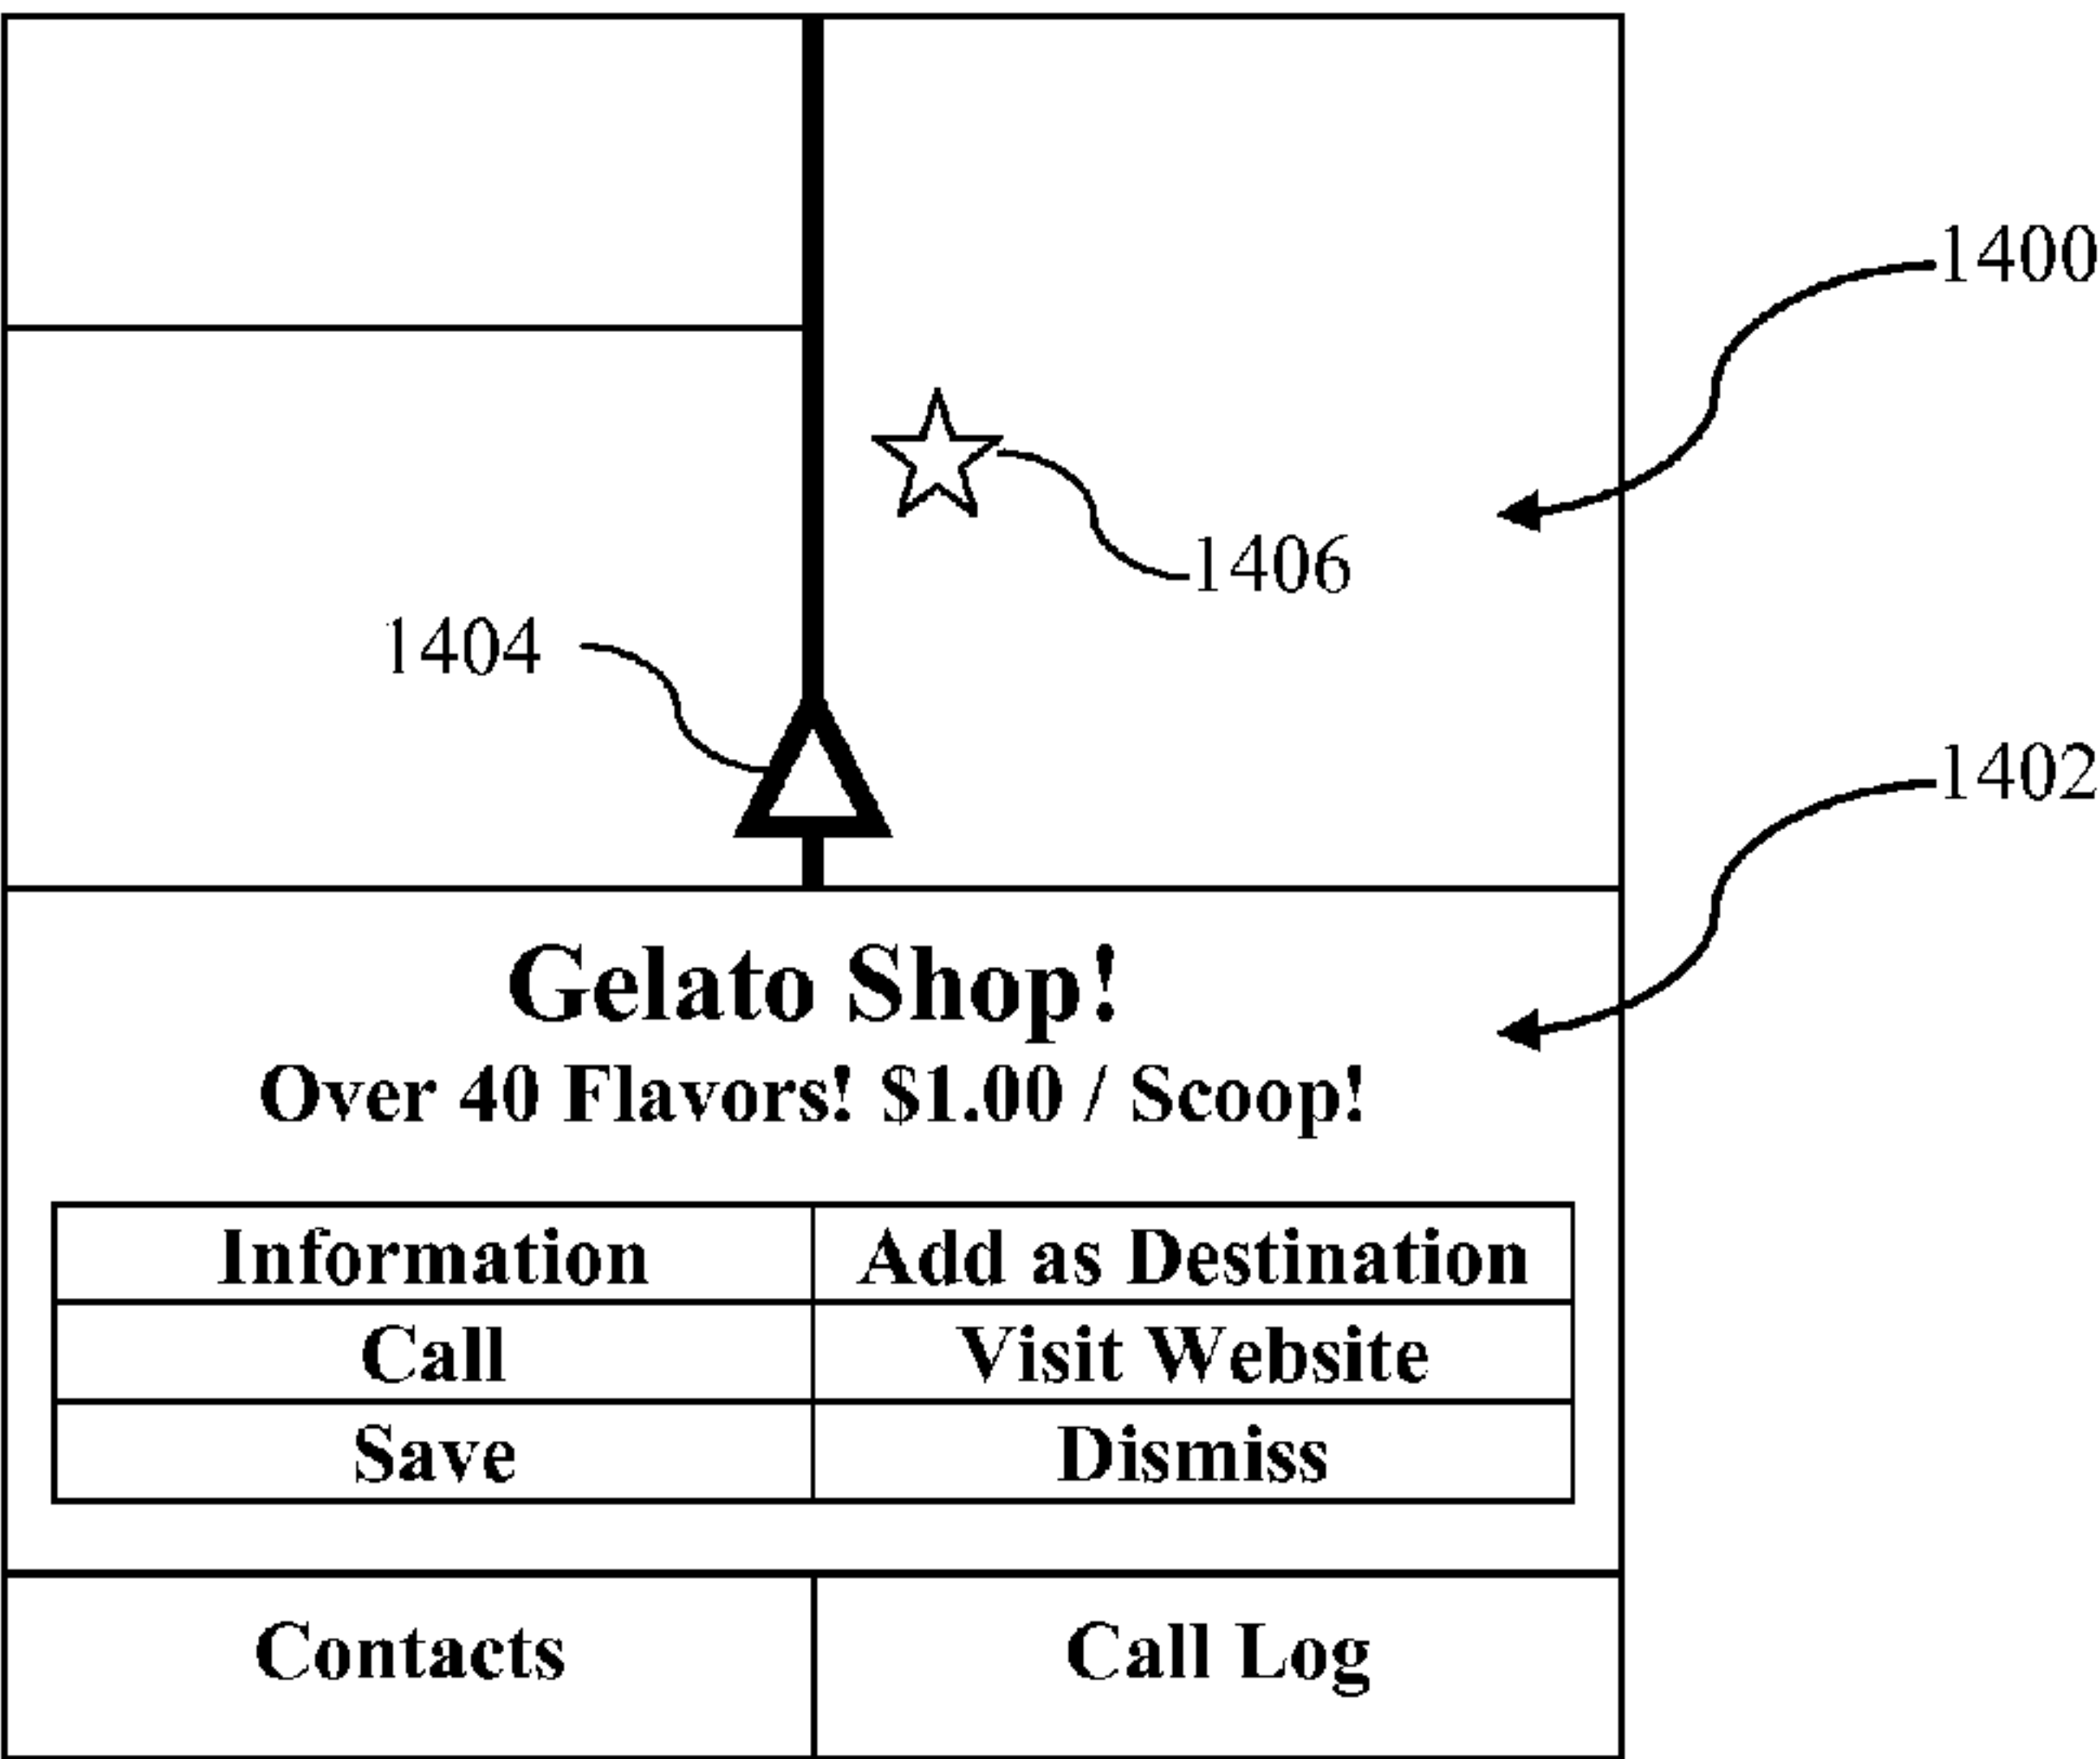 1400
1406
1404
1402
Gelato Shop!
Over 40 Flavors! $1.00 / Scoop!
Information Add as Destination
Call Visit Website
Save Dismiss
Contacts Call Log